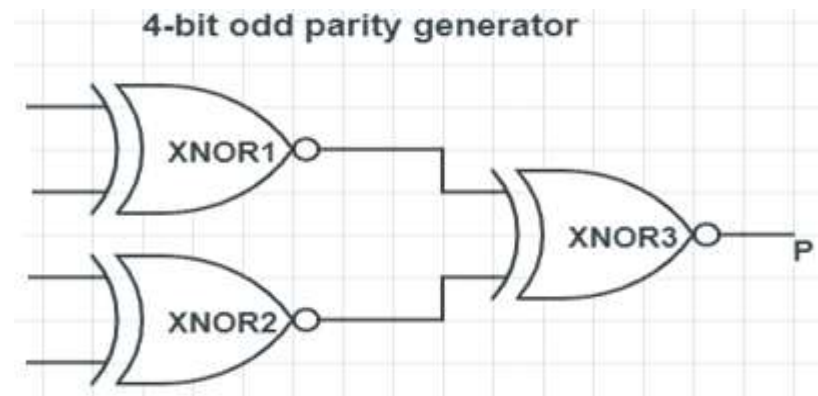 4-bit odd parity generator
XNOR1
XNOR3
P
XNOR2